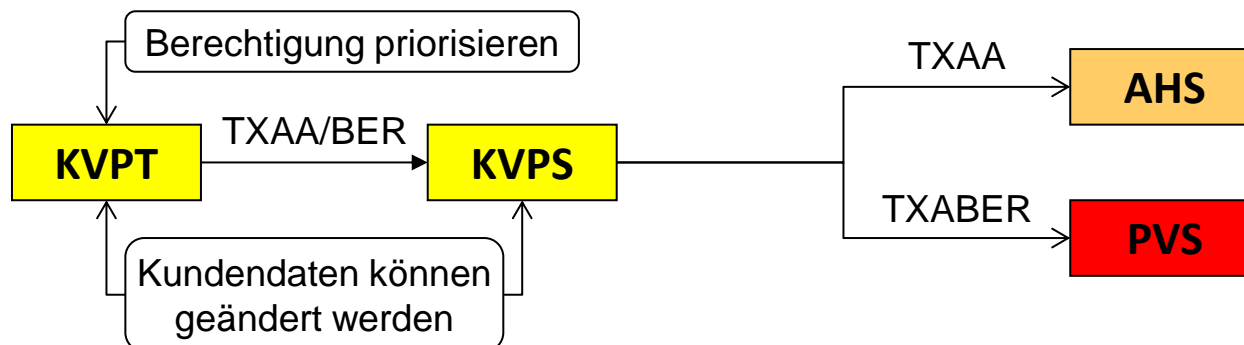 Berechtigung priorisieren
TXAA
AHS
TXAA/BER
KVPT
KVPS
TXABER
PVS
Kundendaten können
geändert werden